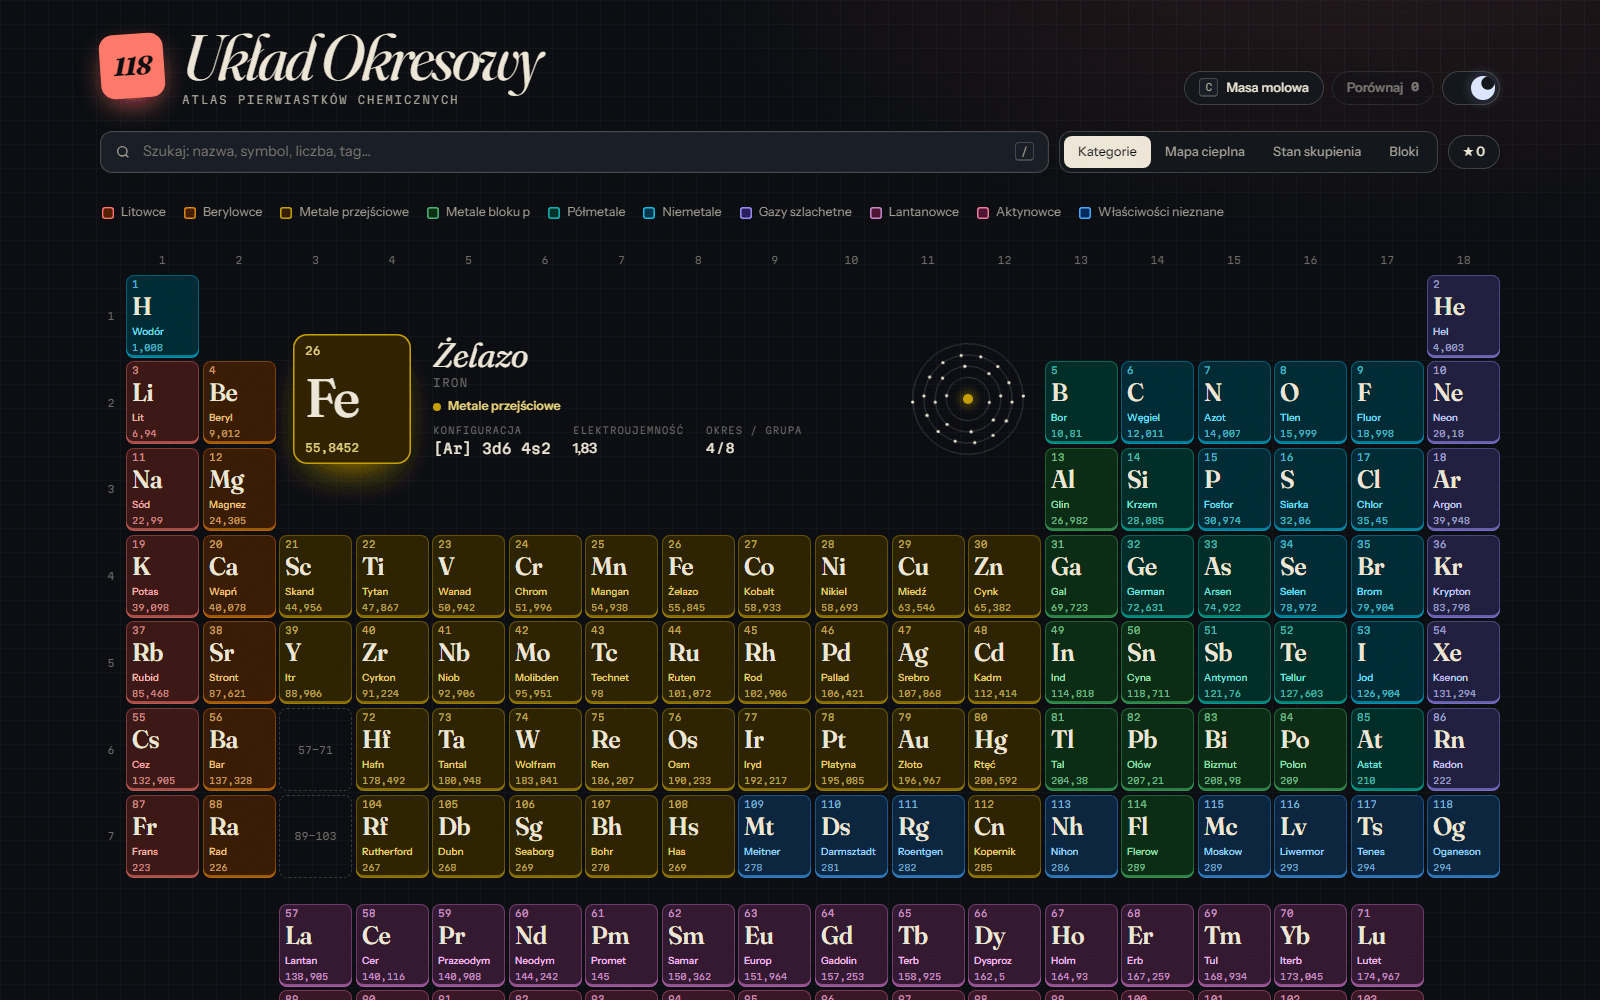 118
Układ Okresowy
ATLAS PIERWIASTKÓW CHEMICZNYCH
C Masa molowa
Porównaj 0
Szukaj: nazwa, symbol, liczba, tag...
/
Kategorie Mapa cieplna Stan skupienia Bloki
★ 0
Litowce Berylowce Metale przejściowe Metale bloku p Półmetale Niemetale Gazy szlachetne Lantanowce Aktynowce Właściwości nieznane
1 2 3 4 5 6 7 8 9 10 11 12 13 14 15 16 17 18
1
1 H Wodór 1,008
2 He Hel 4,003
26 Fe 55,8452
Żelazo
IRON
Metale przejściowe
KONFIGURACJA ELEKTROUJEMNOŚĆ OKRES / GRUPA
[Ar] 3d6 4s2 1,83 4/8
2
3 Li Lit 6,94
4 Be Beryl 9,012
5 B Bor 10,81
6 C Węgiel 12,011
7 N Azot 14,007
8 O Tlen 15,999
9 F Fluor 18,998
10 Ne Neon 20,18
3
11 Na Sód 22,99
12 Mg Magnez 24,305
13 Al Glin 26,982
14 Si Krzem 28,085
15 P Fosfor 30,974
16 S Siarka 32,06
17 Cl Chlor 35,45
18 Ar Argon 39,948
4
19 K Potas 39,098
20 Ca Wapń 40,078
21 Sc Skand 44,956
22 Ti Tytan 47,867
23 V Wanad 50,942
24 Cr Chrom 51,996
25 Mn Mangan 54,938
26 Fe Żelazo 55,845
27 Co Kobalt 58,933
28 Ni Nikiel 58,693
29 Cu Miedź 63,546
30 Zn Cynk 65,382
31 Ga Gal 69,723
32 Ge German 72,631
33 As Arsen 74,922
34 Se Selen 78,972
35 Br Brom 79,904
36 Kr Krypton 83,798
5
37 Rb Rubid 85,468
38 Sr Stront 87,621
39 Y Itr 88,906
40 Zr Cyrkon 91,224
41 Nb Niob 92,906
42 Mo Molibden 95,951
43 Tc Technet 98
44 Ru Ruten 101,072
45 Rh Rod 102,906
46 Pd Pallad 106,421
47 Ag Srebro 107,868
48 Cd Kadm 112,414
49 In Ind 114,818
50 Sn Cyna 118,711
51 Sb Antymon 121,76
52 Te Tellur 127,603
53 I Jod 126,904
54 Xe Ksenon 131,294
6
55 Cs Cez 132,905
56 Ba Bar 137,328
57–71
72 Hf Hafn 178,492
73 Ta Tantal 180,948
74 W Wolfram 183,841
75 Re Ren 186,207
76 Os Osm 190,233
77 Ir Iryd 192,217
78 Pt Platyna 195,085
79 Au Złoto 196,967
80 Hg Rtęć 200,592
81 Tl Tal 204,38
82 Pb Ołów 207,21
83 Bi Bizmut 208,98
84 Po Polon 209
85 At Astat 210
86 Rn Radon 222
7
87 Fr Frans 223
88 Ra Rad 226
89–103
104 Rf Rutherford 267
105 Db Dubn 268
106 Sg Seaborg 269
107 Bh Bohr 270
108 Hs Has 269
109 Mt Meitner 278
110 Ds Darmsztadt 281
111 Rg Roentgen 282
112 Cn Kopernik 285
113 Nh Nihon 286
114 Fl Flerow 289
115 Mc Moskow 289
116 Lv Liwermor 293
117 Ts Tenes 294
118 Og Oganeson 294
57 La Lantan 138,905
58 Ce Cer 140,116
59 Pr Prazeodym 140,908
60 Nd Neodym 144,242
61 Pm Promet 145
62 Sm Samar 150,362
63 Eu Europ 151,964
64 Gd Gadolin 157,253
65 Tb Terb 158,925
66 Dy Dysproz 162,5
67 Ho Holm 164,93
68 Er Erb 167,259
69 Tm Tul 168,934
70 Yb Iterb 173,045
71 Lu Lutet 174,967
89 90 91 92 93 94 95 96 97 98 99 100 101 102 103